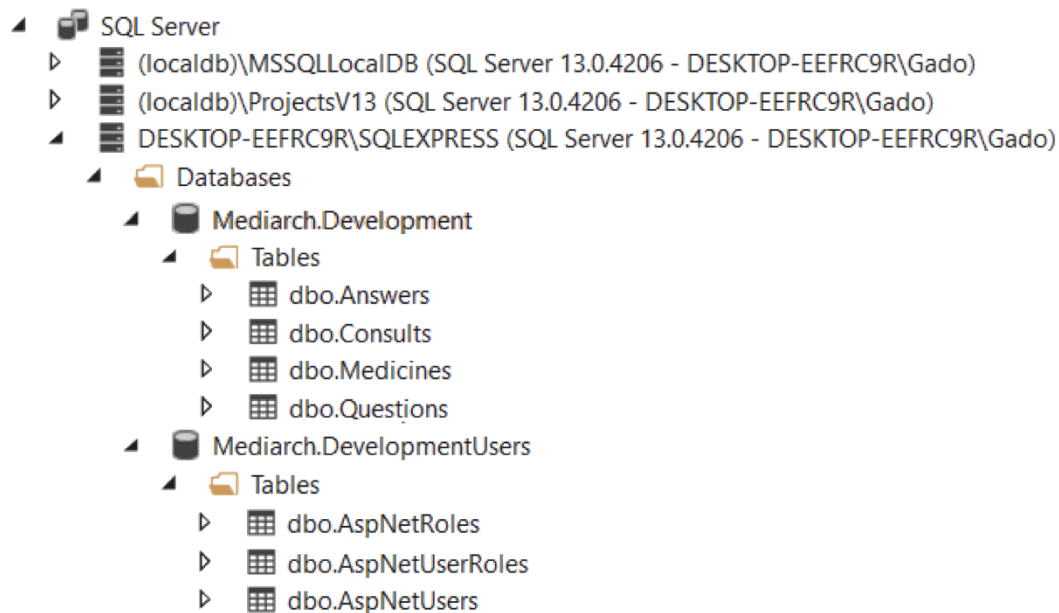 SQL Server
(localdb)\MSSQLLocalDB (SQL Server 13.0.4206 - DESKTOP-EEFRC9R\Gado)
(localdb)\ProjectsV13 (SQL Server 13.0.4206 - DESKTOP-EEFRC9R\Gado)
DESKTOP-EEFRC9R\SQLEXPRESS (SQL Server 13.0.4206 - DESKTOP-EEFRC9R\Gado)
Databases
Mediarch.Development
Tables
dbo.Answers
dbo.Consults
dbo.Medicines
dbo.Questions
Mediarch.DevelopmentUsers
Tables
dbo.AspNetRoles
dbo.AspNetUserRoles
dbo.AspNetUsers